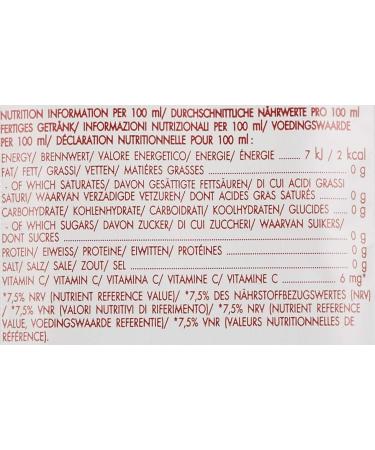 NUTRITION INFORMATION PER 100 ml/ DURCHSCHNITTLICHE NÄHRWERTE PRO 100 ml
FERTIGES GETRÄNK/ INFORMAZIONI NUTRIZIONALI PER 100 ml/ VOEDINGSWAARDE
PER 100 ml/ DÉCLARATION NUTRITIONNELLE POUR 100 ml :
ENERGY/ BRENNWERT/ VALORE ENERGETICO/ ENERGIE/ ÉNERGIE 7 kJ / 2 kcal
FAT/ FETT/ GRASSI/ VETTEN/ MATIÈRES GRASSES 0 g
- OF WHICH SATURATES/ DAVON GESÄTTIGTE FETTSÄUREN/ DI CUI ACIDI GRASSI
SATURI/ WAARVAN VERZADIGDE VETZUREN/ DONT ACIDES GRAS SATURÉS 0 g
CARBOHYDRATE/ KOHLENHYDRATE/ CARBOIDRATI/ KOOLHYDRATEN/ GLUCIDES 0 g
- OF WHICH SUGARS/ DAVON ZUCKER/ DI CUI ZUCCHERI/ WAARVAN SUIKERS/
DONT SUCRES 0 g
PROTEIN/ EIWEISS/ PROTEINE/ EIWITTEN/ PROTÉINES 0 g
SALT/ SALZ/ SALE/ ZOUT/ SEL 0 g
VITAMIN C/ VITAMIN C/ VITAMINA C/ VITAMINE C/ VITAMINE C 6 mg*
*7,5% NRV (NUTRIENT REFERENCE VALUE)/ *7,5% DES NÄHRSTOFFBEZUGSWERTES (NRV)
/ *7,5% VNR (VALORI NUTRITIVI DI RIFERIMENTO)/ *7,5% NRV (NUTRIENT REFERENCE
VALUE, VOEDINGSWAARDE REFERENTIE)/ *7,5% VNR (VALEURS NUTRITIONNELLES DE
RÉFÉRENCE).